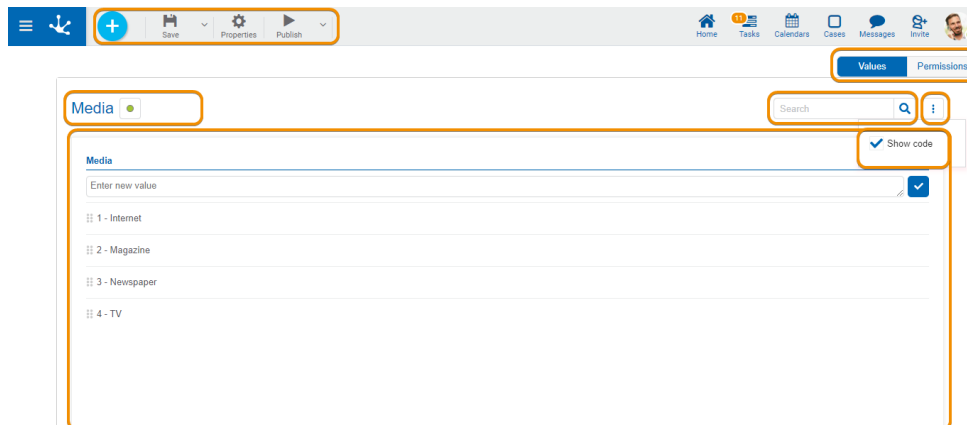 Save
Properties
Publish
Home
11
Tasks
Calendars
Cases
Messages
Invite
Values
Permissions
Media
Search
Show code
Media
Enter new value
1 - Internet
2 - Magazine
3 - Newspaper
4 - TV